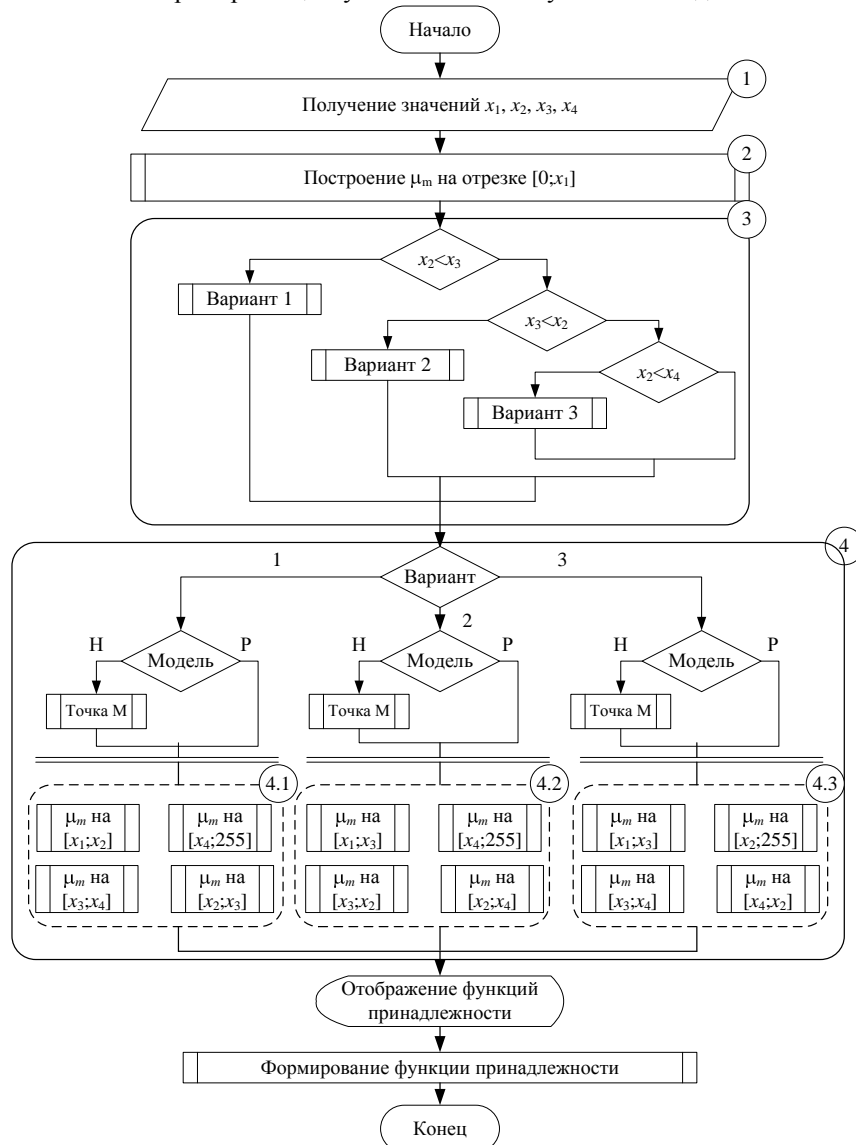 Начало
1
Получение значений x1, x2, x3, x4
2
Построение μm на отрезке [0;x1]
3
x2<x3
Вариант 1
x3<x2
Вариант 2
x2<x4
Вариант 3
4
1
Вариант
3
2
Н
Модель
Р
Н
Модель
Р
Н
Модель
Р
Точка М
Точка М
Точка М
4.1
4.2
4.3
μm на
[x1;x2]
μm на
[x4;255]
μm на
[x3;x4]
μm на
[x2;x3]
μm на
[x1;x3]
μm на
[x4;255]
μm на
[x3;x2]
μm на
[x2;x4]
μm на
[x1;x3]
μm на
[x2;255]
μm на
[x3;x4]
μm на
[x4;x2]
Отображение функций
принадлежности
Формирование функции принадлежности
Конец